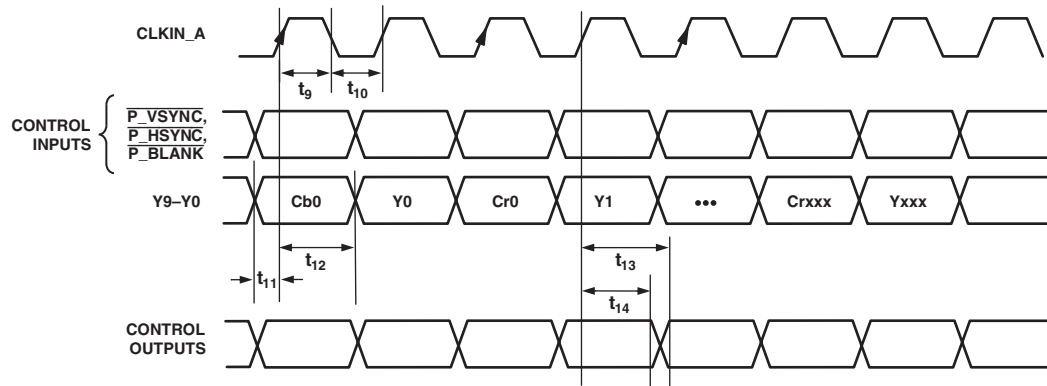 CLKIN_A
t9
t10
CONTROL
INPUTS
P_VSYNC,
P_HSYNC,
P_BLANK
Y9–Y0
Cb0
Y0
Cr0
Y1
•••
Crxxx
Yxxx
t12
t11
t13
t14
CONTROL
OUTPUTS